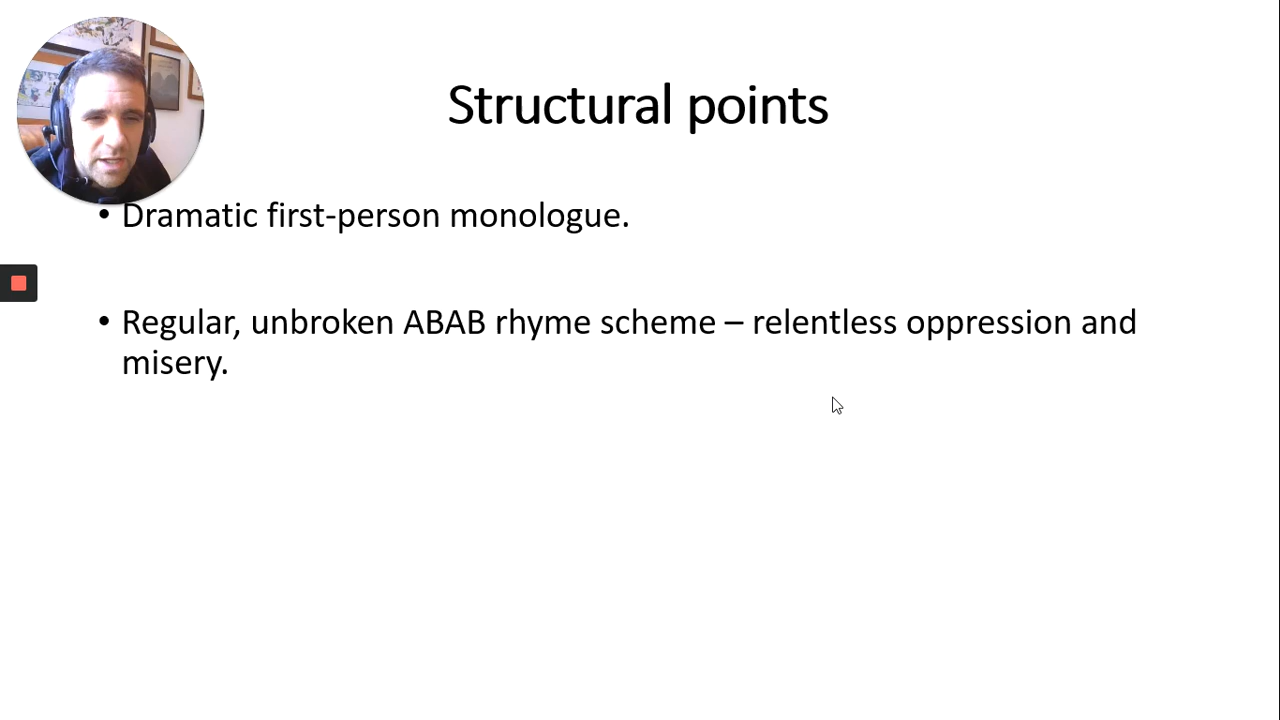 Structural points
• Dramatic first-person monologue.
• Regular, unbroken ABAB rhyme scheme – relentless oppression and
misery.